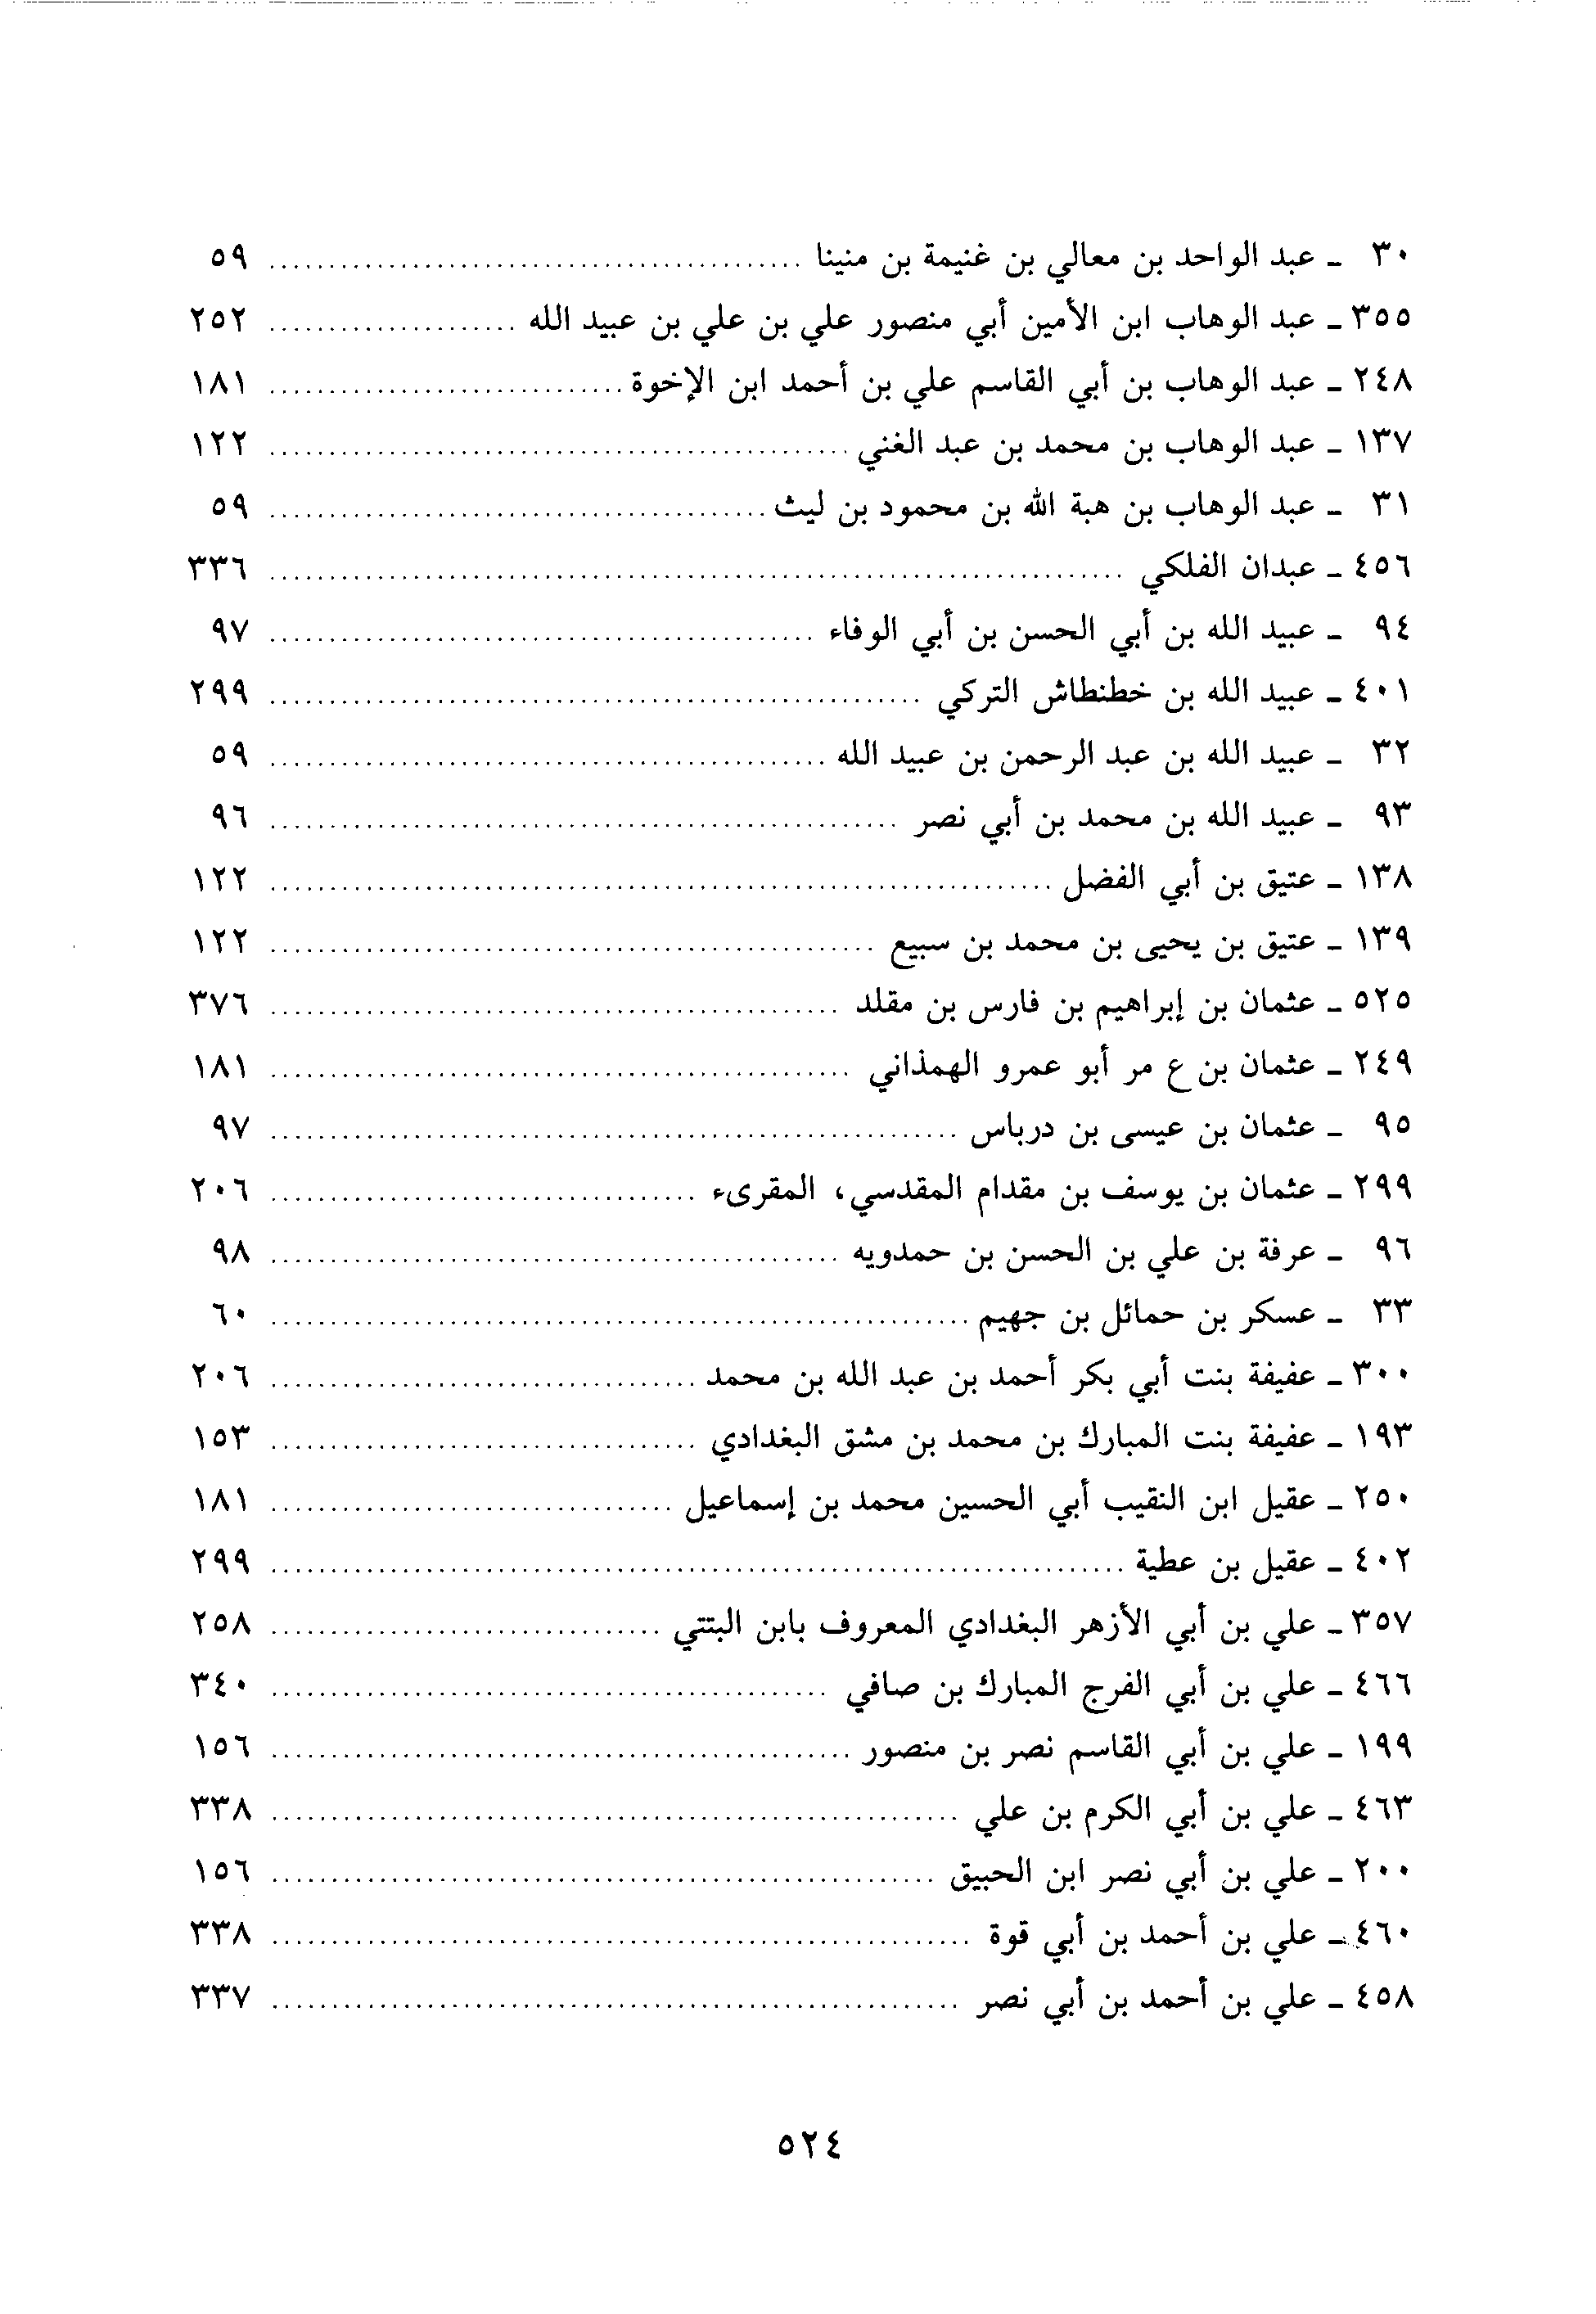 ٣٠ - عبد الواحد بن معالي بن غنيمة بن منينا ........ ٥٩
٣٥٥ - عبد الوهاب ابن الأمين أبي منصور علي بن علي بن عبيد الله ........ ٢٥٢
٢٤٨ - عبد الوهاب بن أبي القاسم علي بن أحمد ابن الإخوة ........ ١٨١
١٣٧ - عبد الوهاب بن محمد بن عبد الغني ........ ١٢٢
٣١ - عبد الوهاب بن هبة الله بن محمود بن ليث ........ ٥٩
٤٥٦ - عبدان الفلكي ........ ٣٣٦
٩٤ - عبيد الله بن أبي الحسن بن أبي الوفاء ........ ٩٧
٤٠١ - عبيد الله بن خطنطاش التركي ........ ٢٩٩
٣٢ - عبيد الله بن عبد الرحمن بن عبيد الله ........ ٥٩
٩٣ - عبيد الله بن محمد بن أبي نصر ........ ٩٦
١٣٨ - عتيق بن أبي الفضل ........ ١٢٢
١٣٩ - عتيق بن يحيى بن محمد بن سبيع ........ ١٢٢
٥٢٥ - عثمان بن إبراهيم بن فارس بن مقلد ........ ٣٧٦
٢٤٩ - عثمان بن ع مر أبو عمرو الهمذاني ........ ١٨١
٩٥ - عثمان بن عيسى بن درباس ........ ٩٧
٢٩٩ - عثمان بن يوسف بن مقدام المقدسي، المقرىء ........ ٢٠٦
٩٦ - عرفة بن علي بن الحسن بن حمدويه ........ ٩٨
٣٣ - عسكر بن حمائل بن جهيم ........ ٦٠
٣٠٠ - عفيفة بنت أبي بكر أحمد بن عبد الله بن محمد ........ ٢٠٦
١٩٣ - عفيفة بنت المبارك بن محمد بن مشق البغدادي ........ ١٥٣
٢٥٠ - عقيل ابن النقيب أبي الحسين محمد بن إسماعيل ........ ١٨١
٤٠٢ - عقيل بن عطية ........ ٢٩٩
٣٥٧ - علي بن أبي الأزهر البغدادي المعروف بابن البتتي ........ ٢٥٨
٤٦٦ - علي بن أبي الفرج المبارك بن صافي ........ ٣٤٠
١٩٩ - علي بن أبي القاسم نصر بن منصور ........ ١٥٦
٤٦٣ - علي بن أبي الكرم بن علي ........ ٣٣٨
٢٠٠ - علي بن أبي نصر ابن الحبيق ........ ١٥٦
٤٦٠ - علي بن أحمد بن أبي قوة ........ ٣٣٨
٤٥٨ - علي بن أحمد بن أبي نصر ........ ٣٣٧
٥٢٤